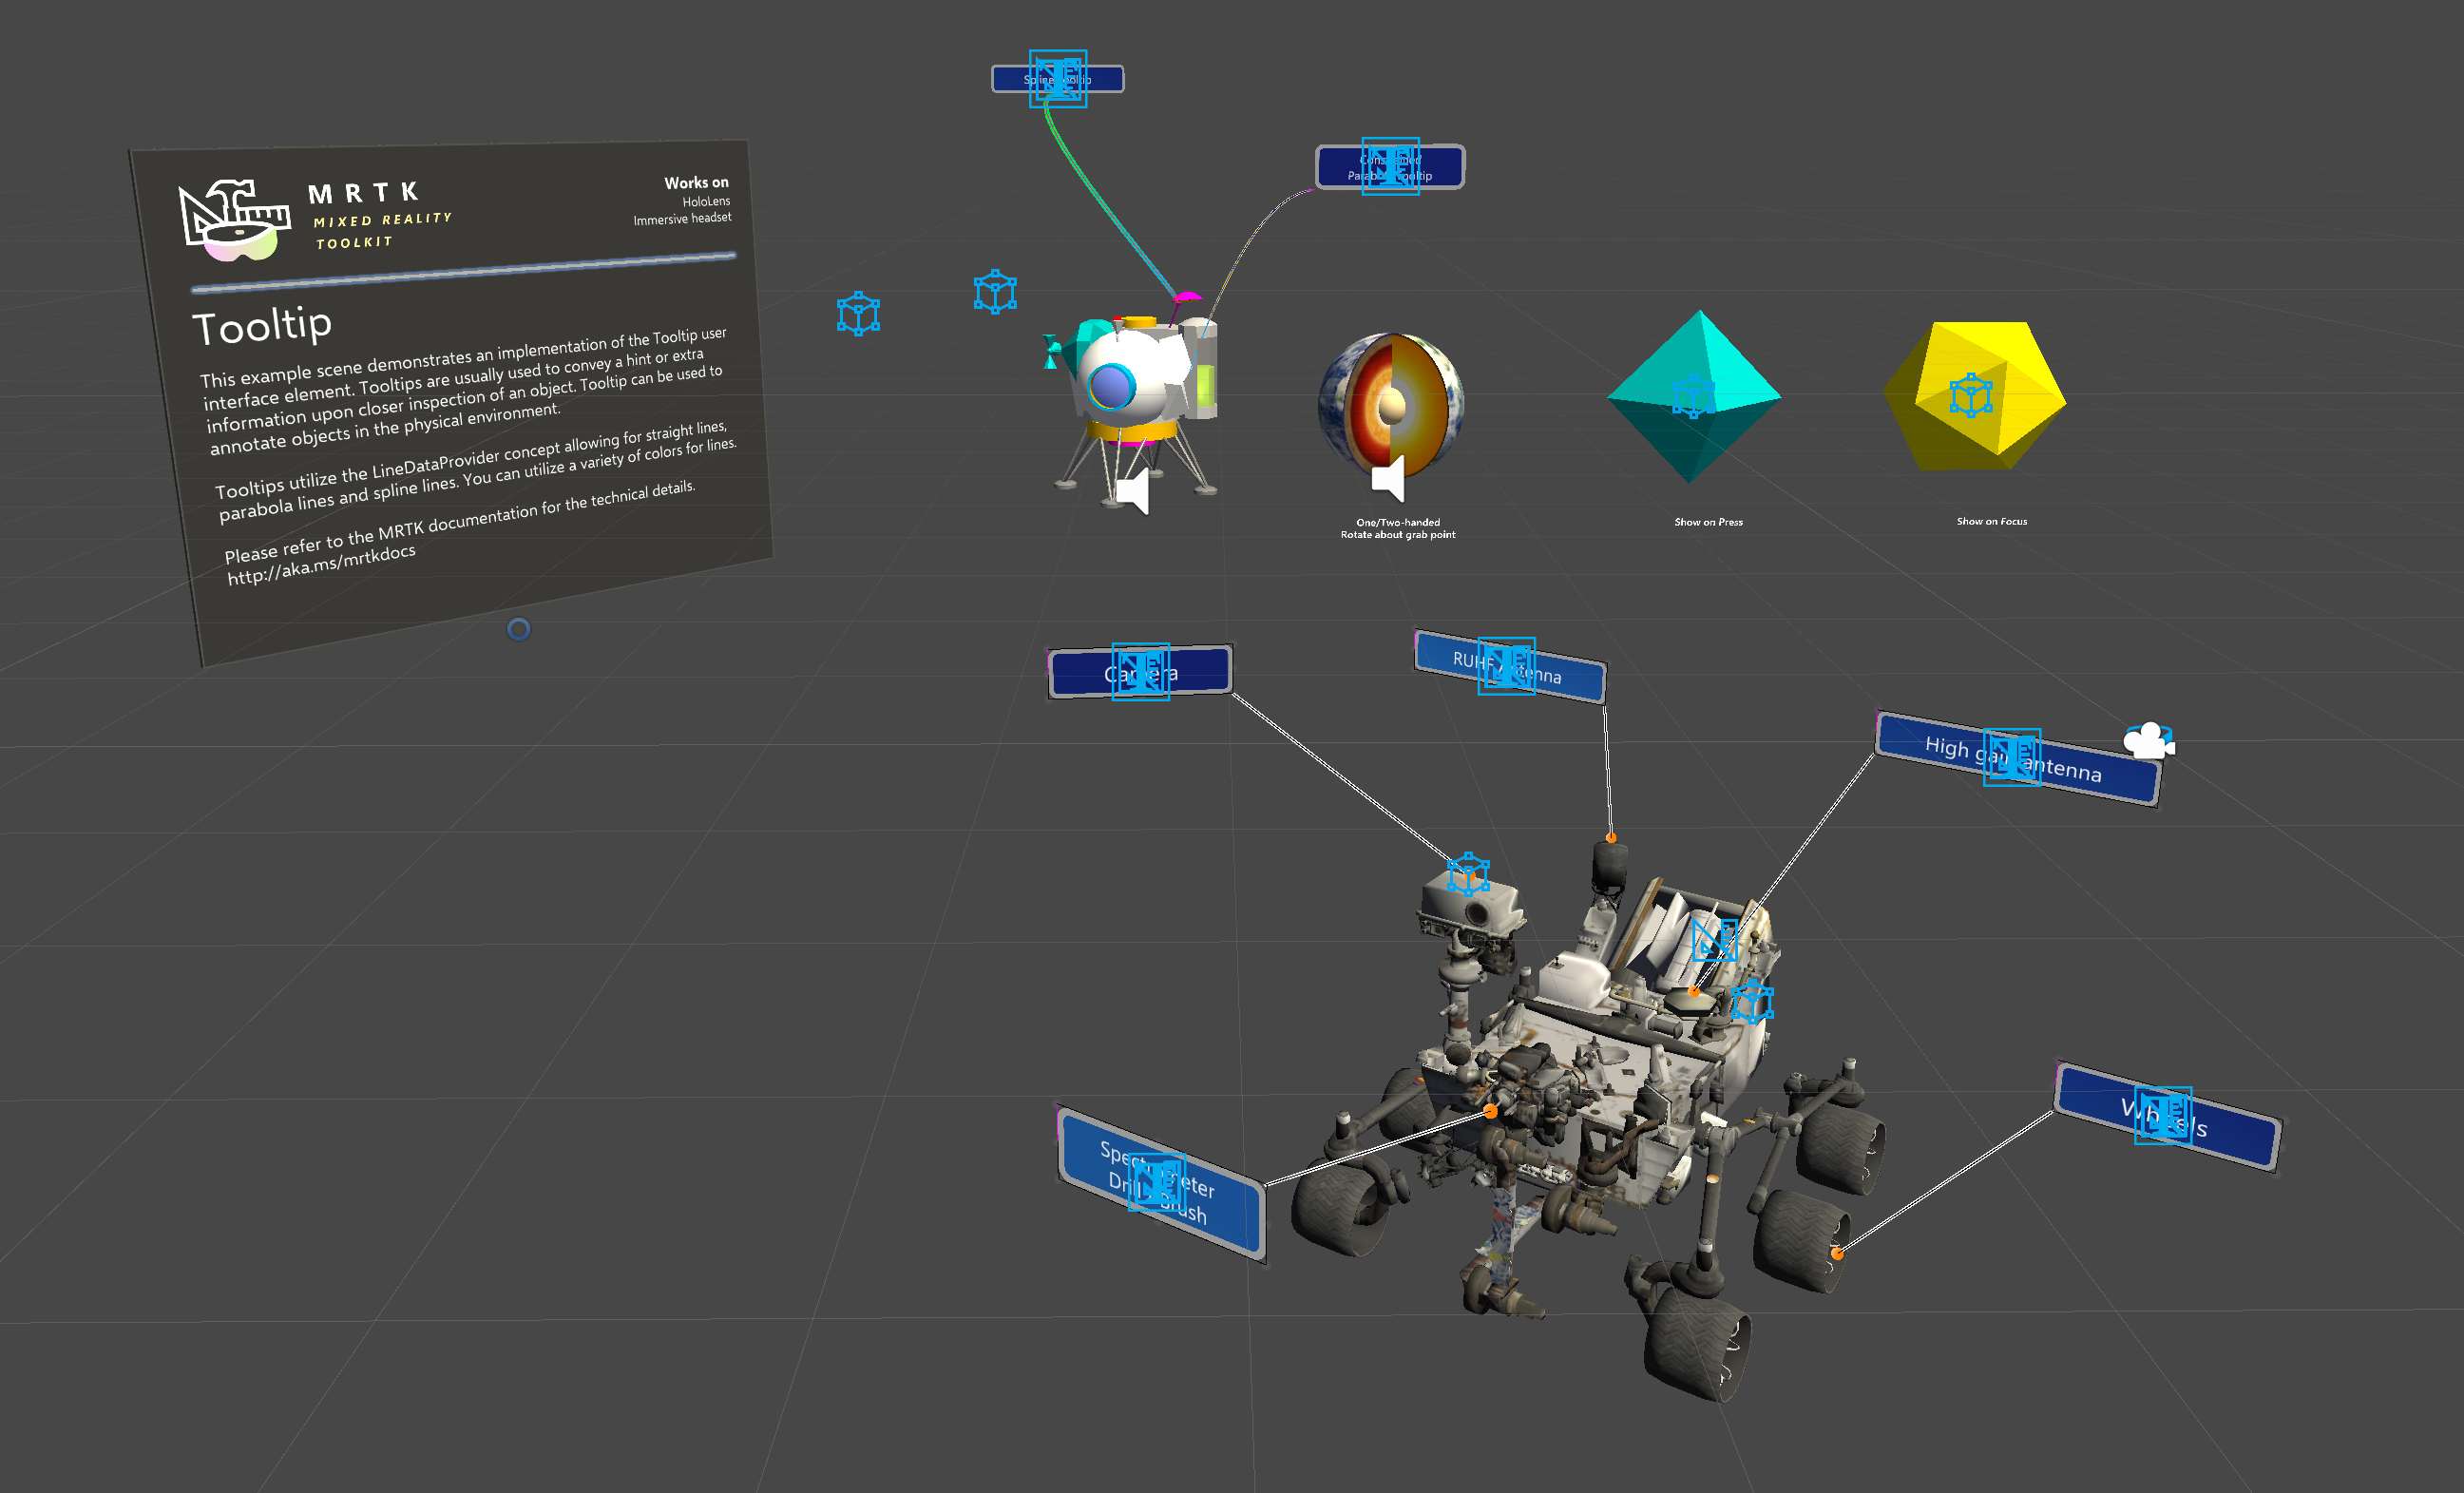 MRTK
MIXED REALITY
TOOLKIT
Works on
HoloLens
Immersive headset
Tooltip
This example scene demonstrates an implementation of the Tooltip user
interface element. Tooltips are usually used to convey a hint or extra
information upon closer inspection of an object. Tooltip can be used to
annotate objects in the physical environment.
Tooltips utilize the LineDataProvider concept allowing for straight lines,
parabola lines and spline lines. You can utilize a variety of colors for lines.
Please refer to the MRTK documentation for the technical details.
http://aka.ms/mrtkdocs
One/Two-handed
Rotate about grab point
Show on Press
Show on Focus
RUHF
High antenna